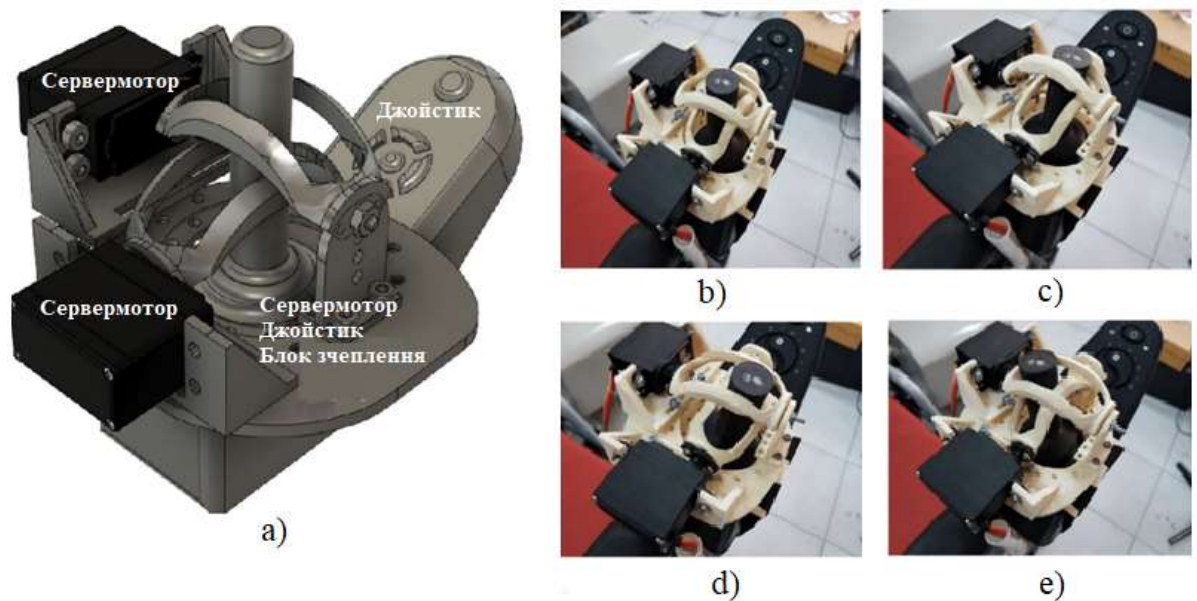 Сервермотор
Джойстик
Сервермотор
Сервермотор
Джойстик
Блок зчеплення
a)
b)
c)
d)
e)